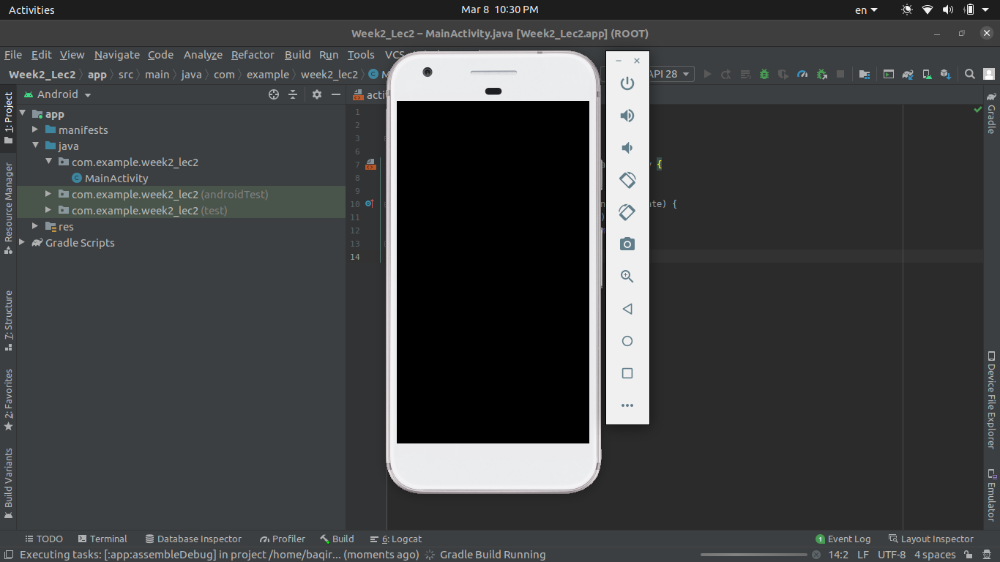 Activities
Mar 8 10:30 PM
en
Week2_Lec2 – MainActivity.java [Week2_Lec2.app] (ROOT)
File Edit View Navigate Code Analyze Refactor Build Run Tools VCS
Week2_Lec2 app src main java com example week2_lec2
API 28
1: Project
Resource Manager
7: Structure
2: Favorites
Build Variants
Android
app
manifests
java
com.example.week2_lec2
MainActivity
com.example.week2_lec2 (androidTest)
com.example.week2_lec2 (test)
res
Gradle Scripts
1
2
3
6
7 {
8
9
10 ) {
11 )
12
13
14
Gradle
Device File Explorer
Emulator
TODO Terminal Database Inspector Profiler Build 6: Logcat
1 Event Log Layout Inspector
Executing tasks: [:app:assembleDebug] in project /home/baqir... (moments ago) Gradle Build Running
14:2 LF UTF-8 4 spaces